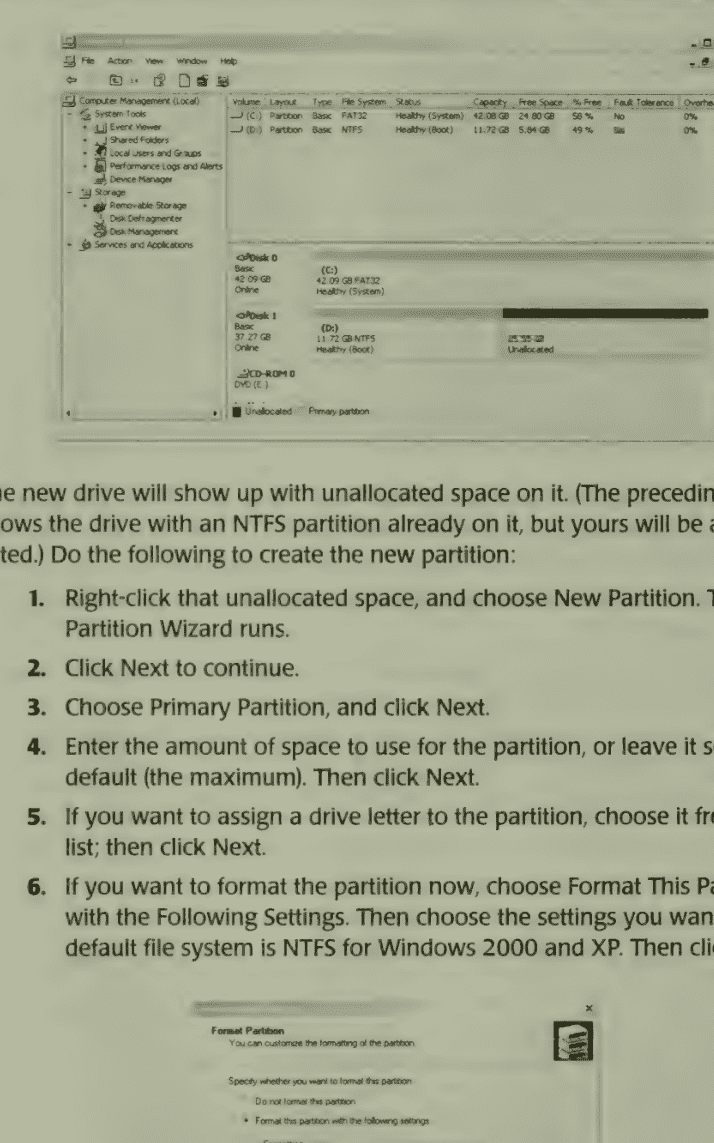 File Action View Window Help
Computer Management (Local)
System Tools
Event Viewer
Shared Folders
Local Users and Groups
Performance Logs and Alerts
Device Manager
Storage
Removable Storage
Disk Defragmenter
Disk Management
Services and Applications
Volume Layout Type File System Status Capacity Free Space % Free Fault Tolerance Overhe
(C:) Partition Basic FAT32 Healthy (System) 42.08 GB 24.80 GB 58 % No 0%
(D:) Partition Basic NTFS Healthy (Boot) 11.72 GB 5.84 GB 49 % 0%
Disk 0
Basic
42.09 GB
Online
(C:)
42.09 GB FAT32
Healthy (System)
Disk 1
Basic
37.27 GB
Online
(D:)
11.72 GB NTFS
Healthy (Boot)
25.55 GB
Unallocated
CD-ROM 0
DVD (E:)
Unallocated Primary partition
e new drive will show up with unallocated space on it. (The precedin
ows the drive with an NTFS partition already on it, but yours will be a
ted.) Do the following to create the new partition:
1. Right-click that unallocated space, and choose New Partition. T
Partition Wizard runs.
2. Click Next to continue.
3. Choose Primary Partition, and click Next.
4. Enter the amount of space to use for the partition, or leave it s
default (the maximum). Then click Next.
5. If you want to assign a drive letter to the partition, choose it fr
list; then click Next.
6. If you want to format the partition now, choose Format This Pa
with the Following Settings. Then choose the settings you wan
default file system is NTFS for Windows 2000 and XP. Then clic
Format Partition
You can customize the formatting of the partition.
Specify whether you want to format this partition
Do not format this partition
Format this partition with the following settings